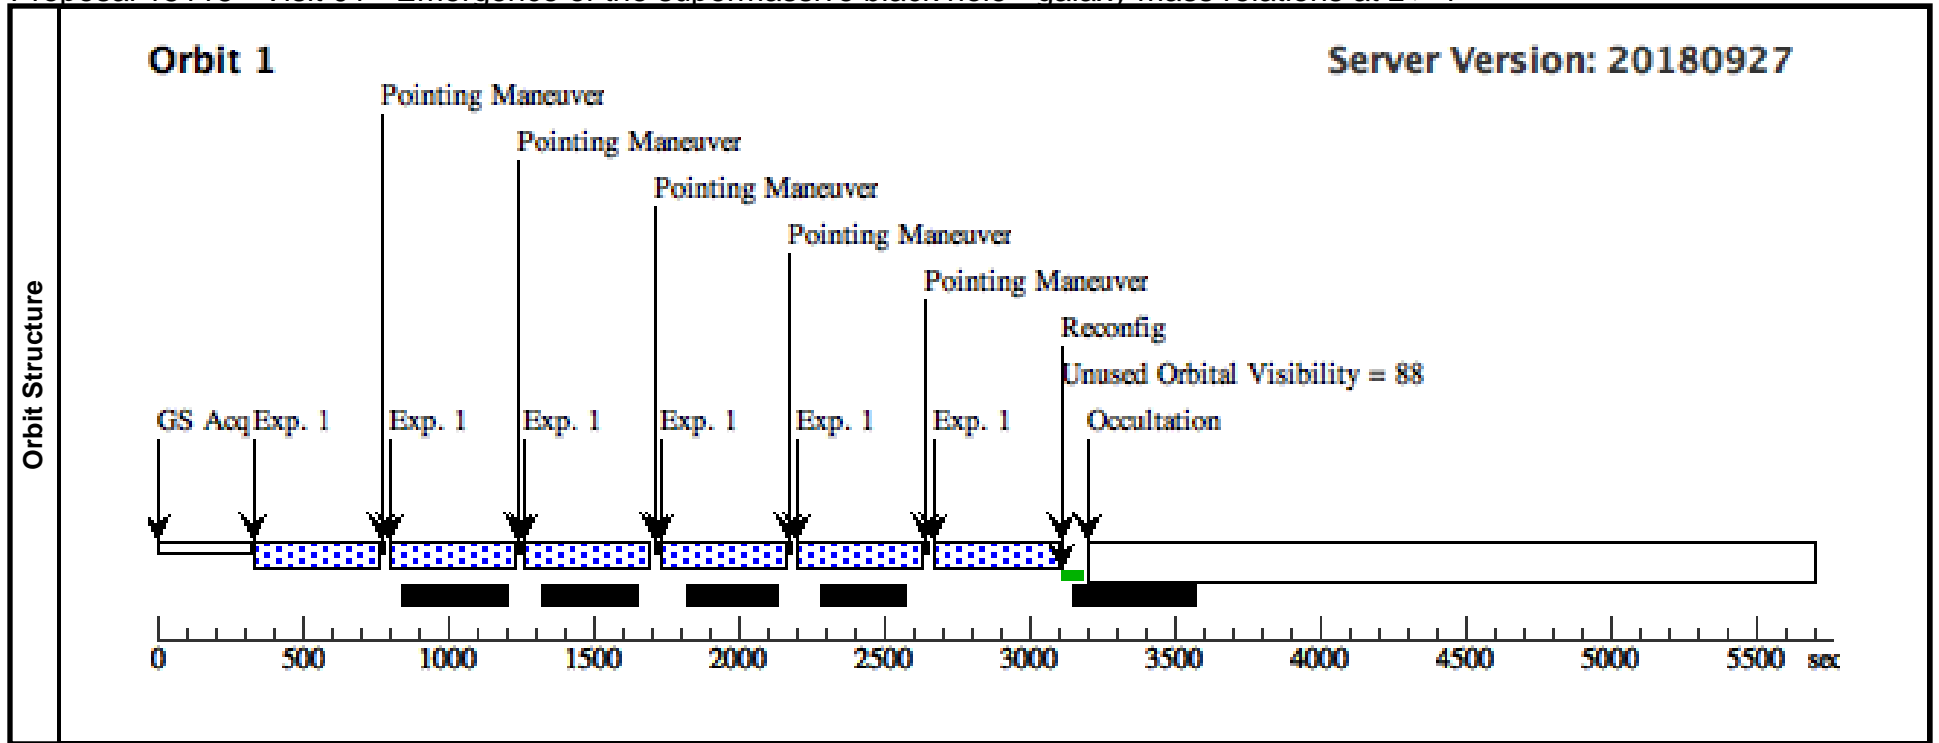 Orbit Structure
Orbit 1
Server Version: 20180927
Pointing Maneuver
Pointing Maneuver
Pointing Maneuver
Pointing Maneuver
Pointing Maneuver
Reconfig
Unused Orbital Visibility = 88
GS Acq Exp. 1 Exp. 1 Exp. 1 Exp. 1 Exp. 1 Exp. 1 Occultation
0 500 1000 1500 2000 2500 3000 3500 4000 4500 5000 5500 sec